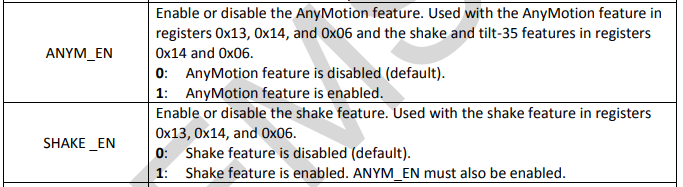 Enable or disable the AnyMotion feature. Used with the AnyMotion feature in
registers 0x13, 0x14, and 0x06 and the shake and tilt-35 features in registers
ANYM_EN
0x14 and 0x06.
0: AnyMotion feature is disabled (default).
1: AnyMotion feature is enabled.
Enable or disable the shake feature. Used with the shake feature in registers
0x13, 0x14, and 0x06.
SHAKE _EN
0: Shake feature is disabled (default).
1: Shake feature is enabled. ANYM_EN must also be enabled.